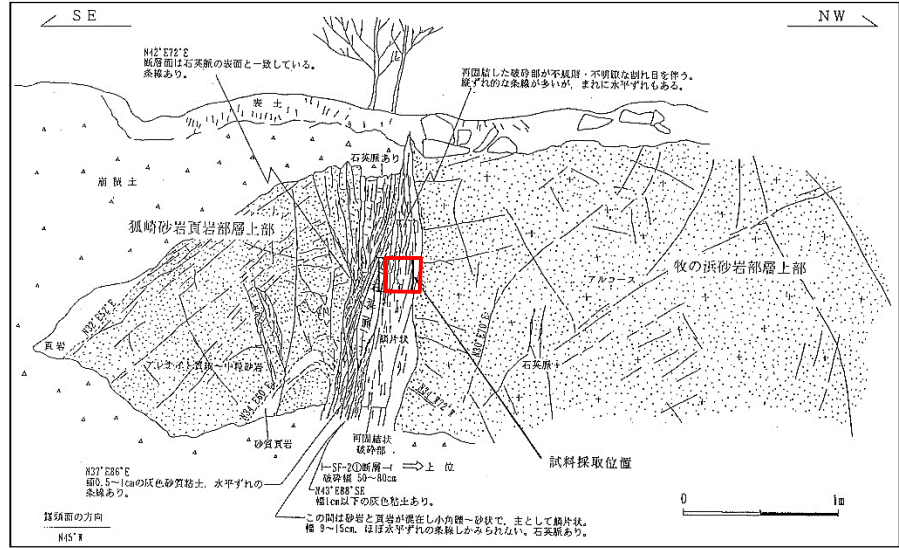 SE
NW
N42°E72°E
断層面は石英脈の表面と一致している。
条線あり。
再固結した破砕部が不規則・不明瞭な割れ目を伴う。
縦ずれ的な条線が多いが、まれに水平ずれもある。
表土
石英脈あり
崩積土
狐崎砂岩頁岩部層上部
牧の浜砂岩部層上部
アルコース
頁岩
鱗片状
石英脈
砂質頁岩
再固結状
破砕部
試料採取位置
SF-2①断層
上位
破砕幅 50～80cm
N37°E86°E
幅0.5～1cmの灰色砂質粘土、水平ずれの
条線あり。
N43°E88°SE
幅1cm以下の灰色粘土あり。
この間は砂岩と頁岩が混在し小角礫～砂状で、主として鱗片状。
幅 9～15cm、ほぼ水平ずれの条線しかみられない。石英脈あり。
露頭面の方向
N45°W
0
1m